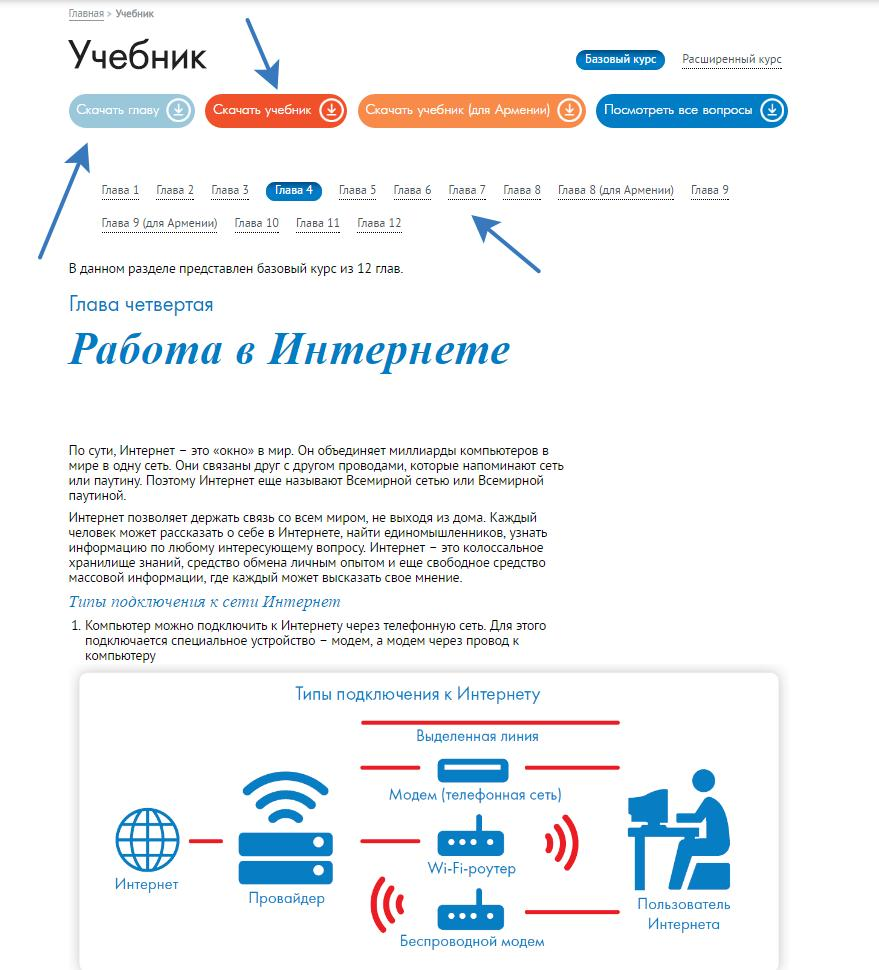 Главная > Учебник
Учебник
Базовый курс Расширенный курс
Скачать главу Скачать учебник Скачать учебник (для Армении) Посмотреть все вопросы
Глава 1 Глава 2 Глава 3 Глава 4 Глава 5 Глава 6 Глава 7 Глава 8 Глава 8 (для Армении) Глава 9
Глава 9 (для Армении) Глава 10 Глава 11 Глава 12
В данном разделе представлен базовый курс из 12 глав.
Глава четвертая
Работа в Интернете
По сути, Интернет – это «окно» в мир. Он объединяет миллиарды компьютеров в
мире в одну сеть. Они связаны друг с другом проводами, которые напоминают сеть
или паутину. Поэтому Интернет еще называют Всемирной сетью или Всемирной
паутиной.
Интернет позволяет держать связь со всем миром, не выходя из дома. Каждый
человек может рассказать о себе в Интернете, найти единомышленников, узнать
информацию по любому интересующему вопросу. Интернет – это колоссальное
хранилище знаний, средство обмена личным опытом и еще свободное средство
массовой информации, где каждый может высказать свое мнение.
Типы подключения к сети Интернет
1. Компьютер можно подключить к Интернету через телефонную сеть. Для этого
подключается специальное устройство – модем, а модем через провод к
компьютеру
Типы подключения к Интернету
Выделенная линия
Модем (телефонная сеть)
Wi-Fi-роутер
Интернет
Провайдер
Пользователь
Интернета
Беспроводной модем